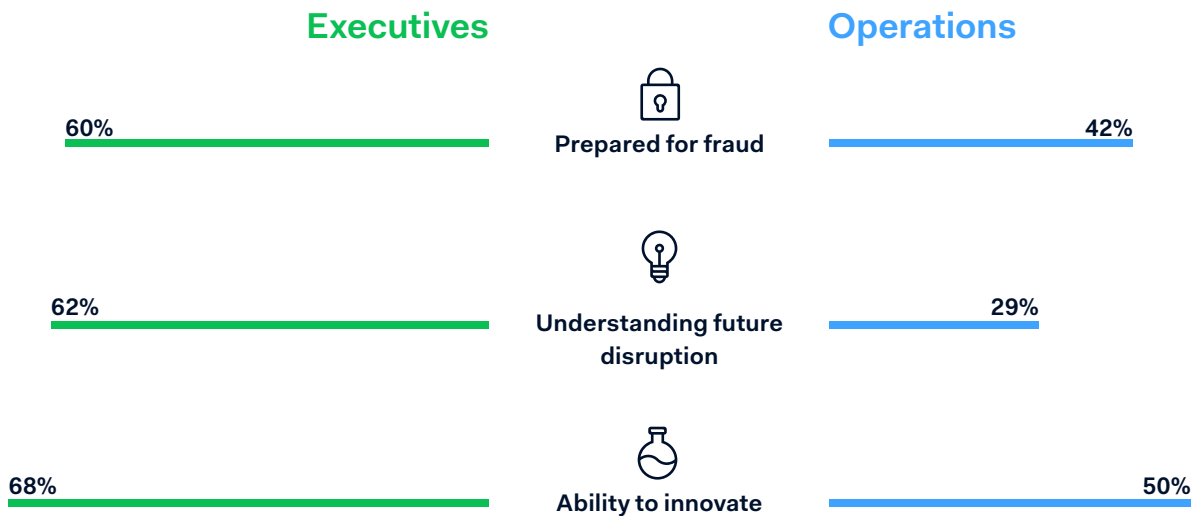 Executives
Operations
60%
Prepared for fraud
42%
62%
Understanding future
disruption
29%
68%
Ability to innovate
50%